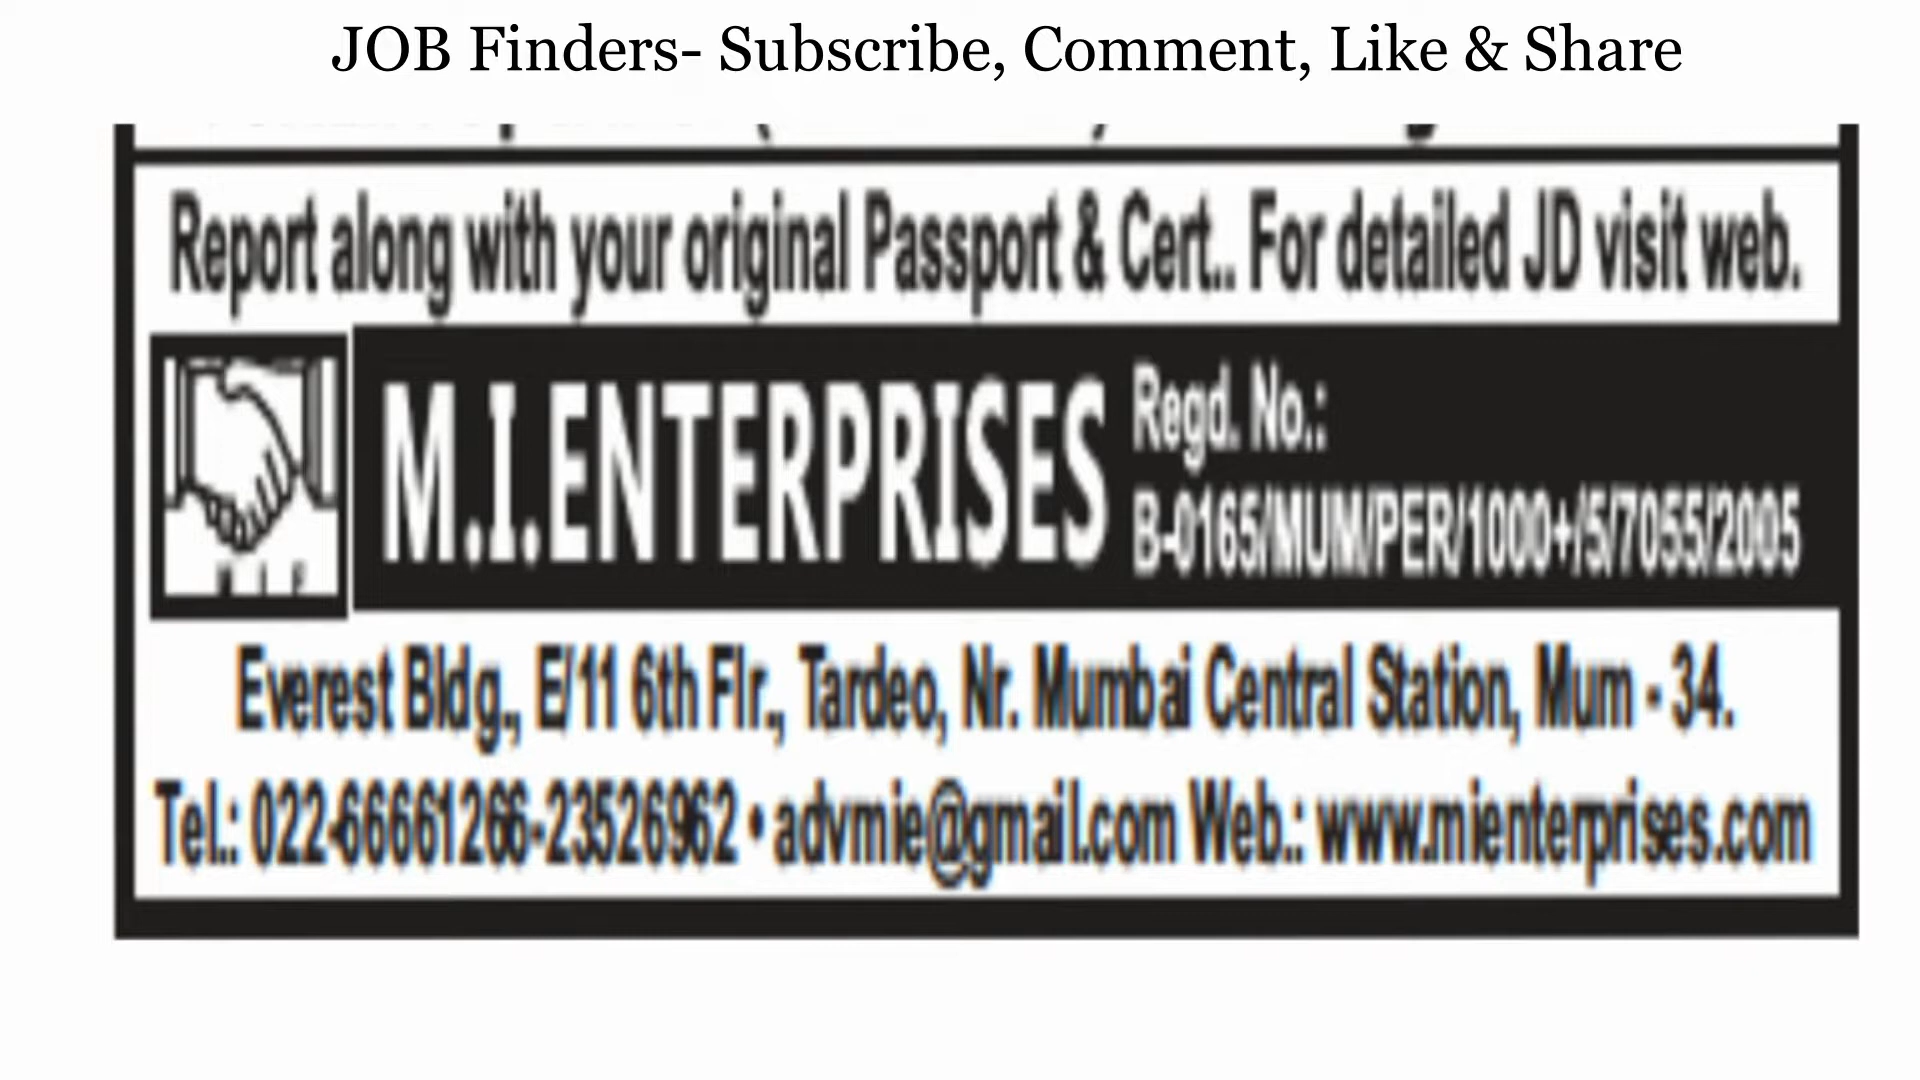 JOB Finders- Subscribe, Comment, Like & Share
Report along with your original Passport & Cert.. For detailed JD visit web.
M.I.ENTERPRISES
Regd. No.:
B-0165/MUM/PER/1000+/5/7055/2005
Everest Bldg., E/11 6th Flr., Tardeo, Nr. Mumbai Central Station, Mum - 34.
Tel.: 022-66661266-23526962 • advmie@gmail.com Web.: www.mienterprises.com